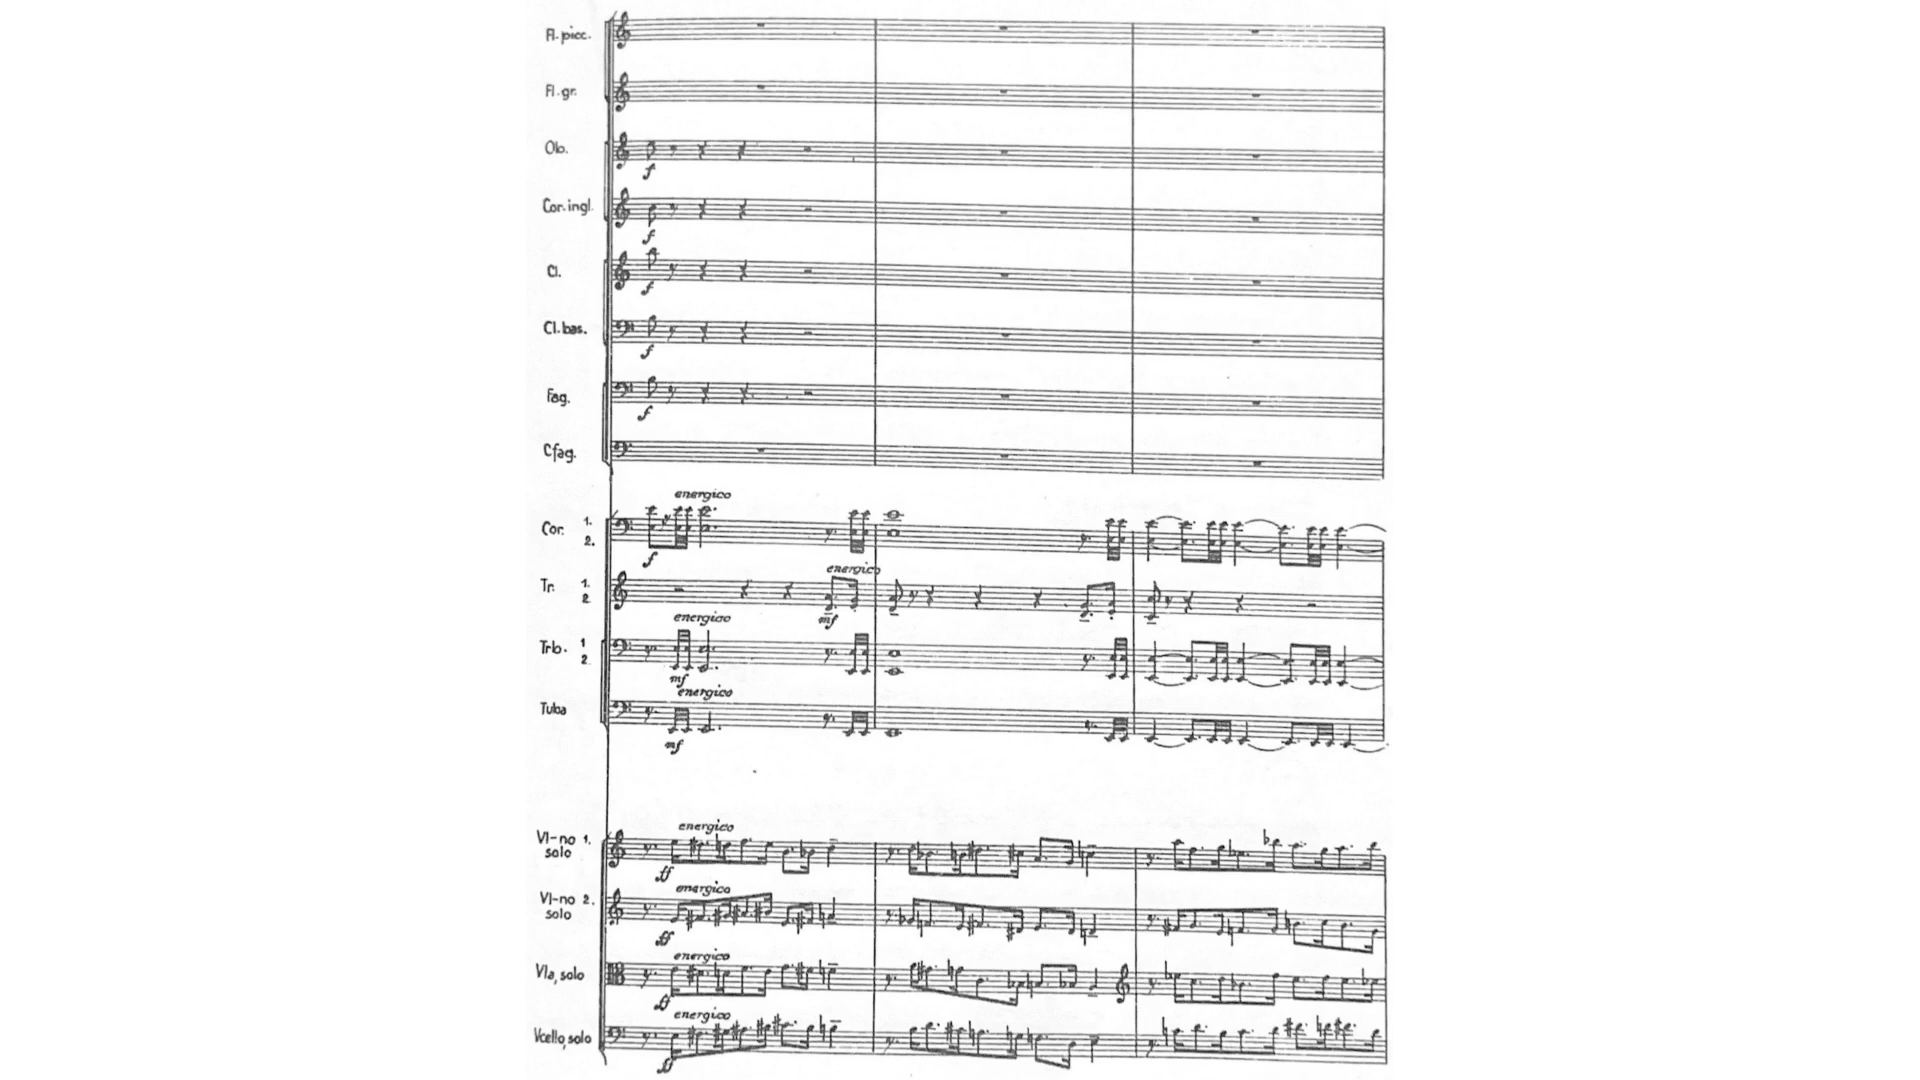 Fl. picc.
Fl. gr.
Ob.
f
Cor. ingl.
f
Cl.
f
Cl. bas.
f
Fag.
f
Cfag.
energico
Cor. 1.
2.
f
energico
Tr. 1.
2
mf
energico
Trb. 1
2
mf
energico
Tuba
mf
energico
Vl-no 1.
solo
ff
energico
Vl-no 2.
solo
ff
energico
Vla, solo
ff
energico
Vcello, solo
ff